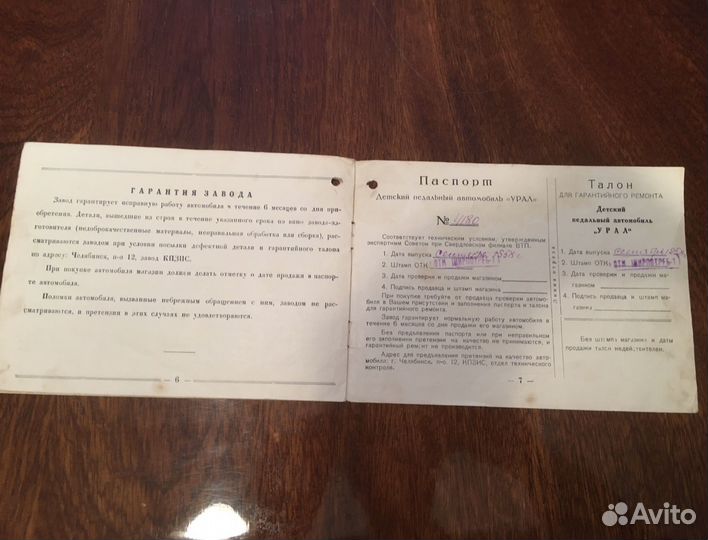 ГАРАНТИЯ ЗАВОДА
Завод гарантирует исправную работу автомобиля в течение 6 месяцев со дня при-
обретения. Детали, вышедшие из строя в течение указанного срока по вине завода-из-
готовителя (недоброкачественные материалы, неправильная обработка или сборка), рас-
сматриваются заводом при условии посылки дефектной детали и гарантийного талона
по адресу: Челябинск, п-о 12, завод КПЗИС.
При покупке автомобиля магазин должен делать отметку о дате продажи в паспор-
те автомобиля.
Поломки автомобиля, вызванные небрежным обращением с ним, заводом не рас-
сматриваются, и претензии в этих случаях не удовлетворяются.
— 6 —
Паспорт
Детский педальный автомобиль «УРАЛ»
№ 4180
Соответствует техническим условиям, утвержденным
экспертным Советом при Свердловском филиале ВТП.
1. Дата выпуска
2. Штамп ОТК
3. Дата проверки и продажи магазином
4. Подпись продавца и штамп магазина
При покупке требуйте от продавца проверки автомо-
биля в Вашем присутствии и заполнения паспорта и талона
для гарантийного ремонта.
Завод гарантирует нормальную работу автомобиля в
течение 6 месяцев со дня продажи его магазином.
Без предъявления паспорта или при неправильном
его заполнении претензии на качество не принимаются, и
гарантийный ремонт не производится.
Адрес для предъявления претензий на качество авто-
мобиля: г. Челябинск, п-о 12, КПЗИС, отдел технического
контроля.
— 7 —
Линия отреза
Талон
ДЛЯ ГАРАНТИЙНОГО РЕМОНТА
Детский
педальный автомобиль
"УРАЛ"
1. Дата выпуска
2. Штамп ОТК
3. Дата проверки и продажи ма-
газином
4. Подпись продавца и штамп ма-
газина
Без штампа магазина и даты
продажи талон недействителен.
Avito